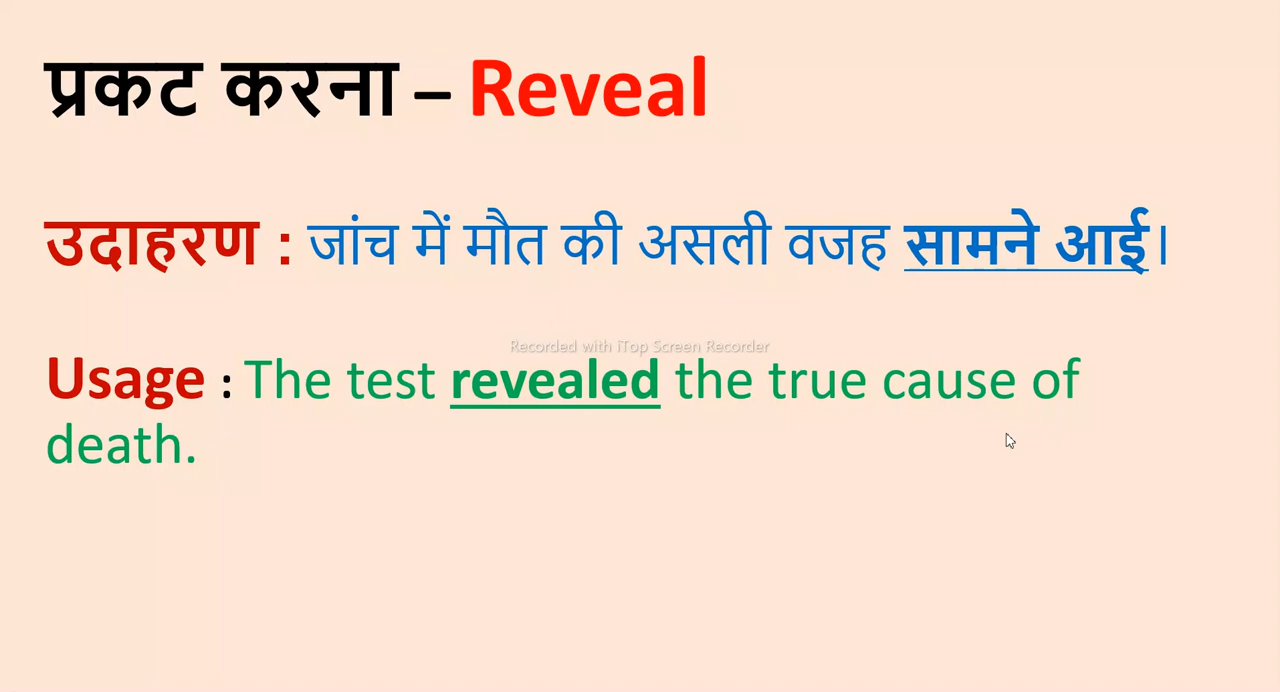 प्रकट करना – Reveal
उदाहरण : जांच में मौत की असली वजह सामने आई।
Recorded with iTop Screen Recorder
Usage : The test revealed the true cause of
death.